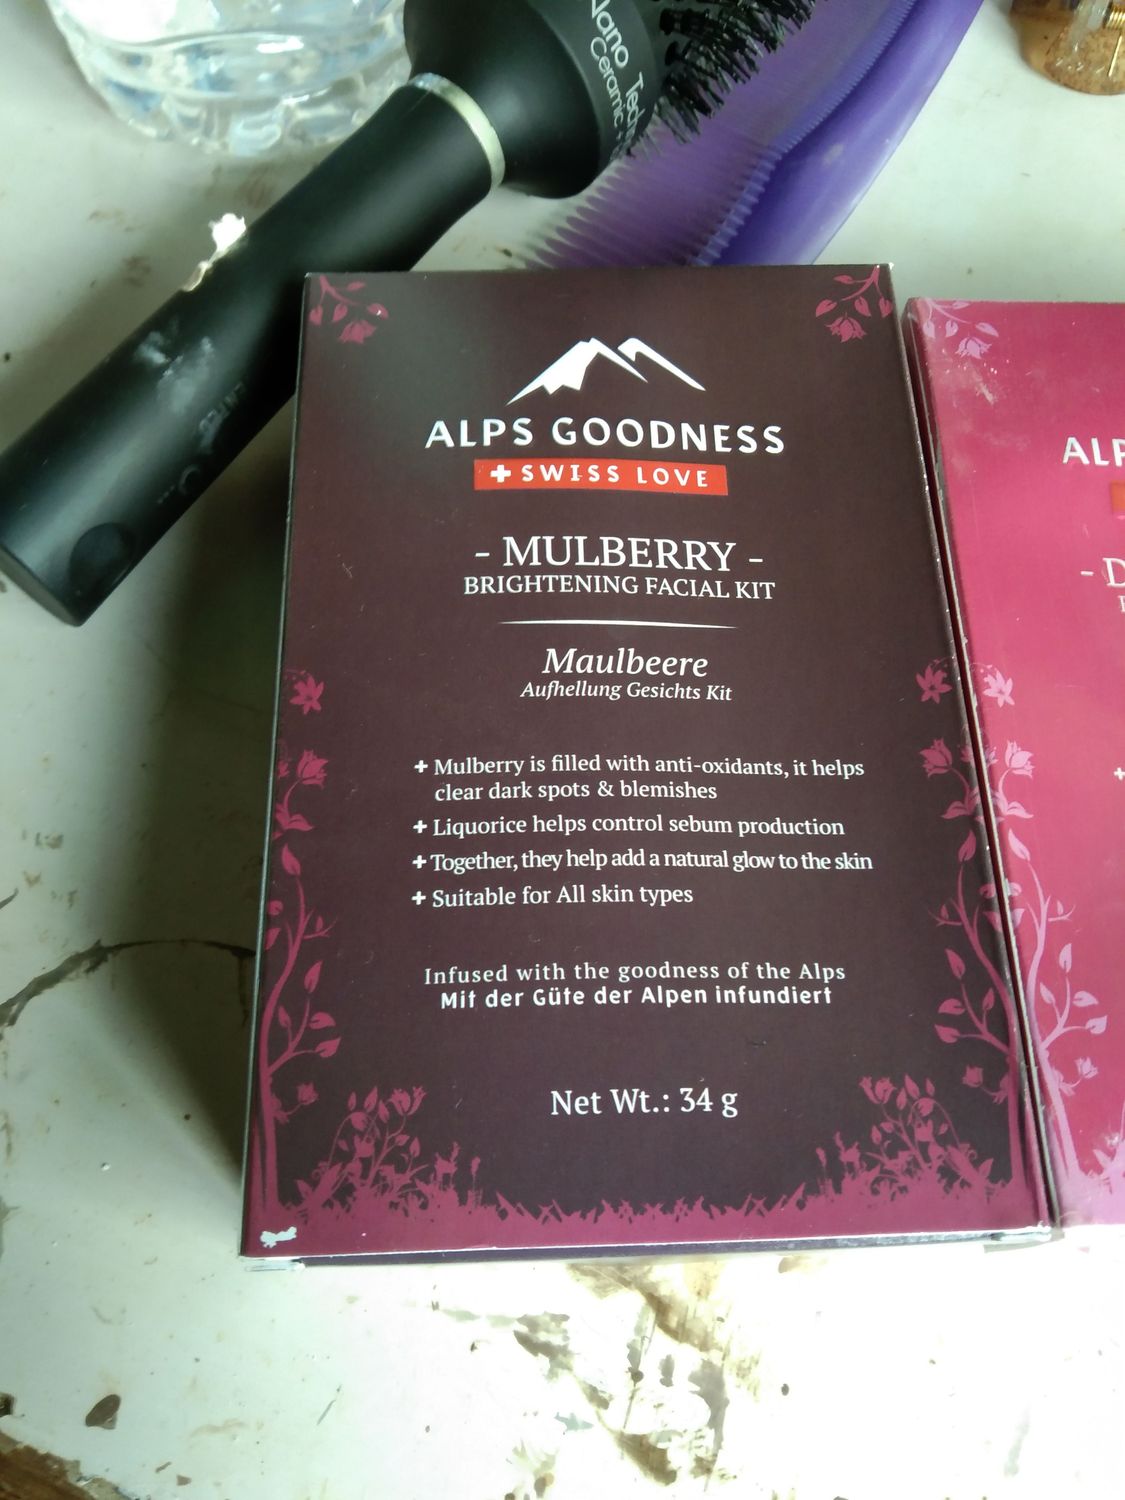 Nano Tech
Ceramic
ALPS GOODNESS
+ SWISS LOVE
- MULBERRY -
BRIGHTENING FACIAL KIT
Maulbeere
Aufhellung Gesichts Kit
+ Mulberry is filled with anti-oxidants, it helps
clear dark spots & blemishes
+ Liquorice helps control sebum production
+ Together, they help add a natural glow to the skin
+ Suitable for All skin types
Infused with the goodness of the Alps
Mit der Güte der Alpen infundiert
Net Wt.: 34 g
ALP
- D